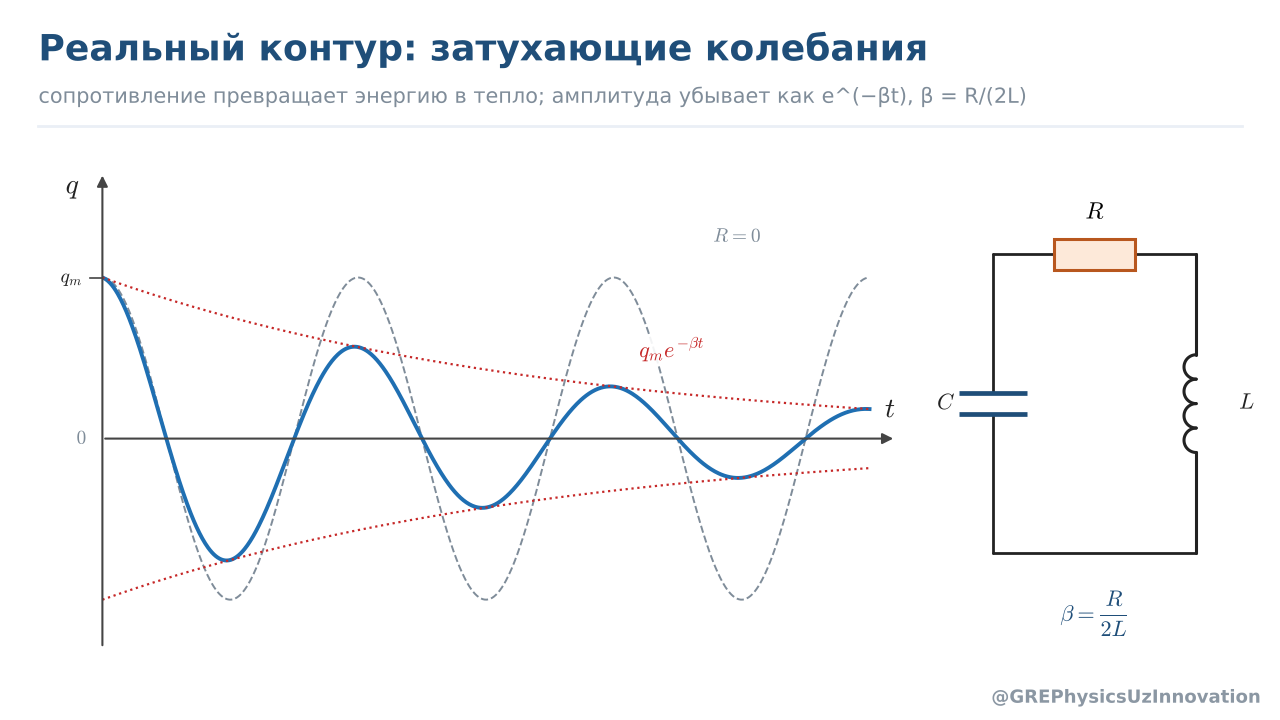 Реальный контур: затухающие колебания
сопротивление превращает энергию в тепло; амплитуда убывает как e^(−βt), β = R/(2L)
q
R = 0
q_m
q_m e^{−βt}
t
0
R
C
L
β = R/2L
@GREPhysicsUzInnovation